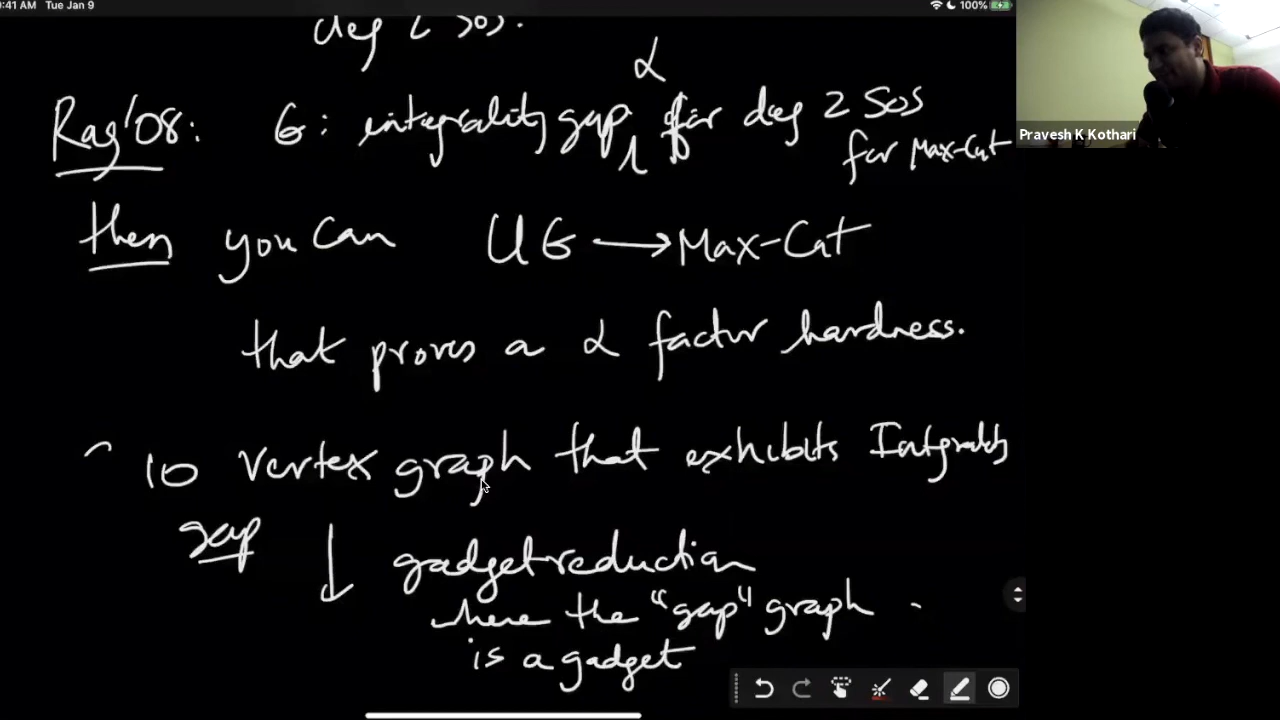 :41 AM Tue Jan 9
100%
deg 2 SoS.
Pravesh K Kothari
α
Rag'08: G: integrality gap for deg 2 SoS
for Max-Cut
then you can UG → Max-Cut
that proves a α factor hardness.
10 vertex graph that exhibits Integrality
gap ↓ gadget reduction
where the "gap" graph
is a gadget